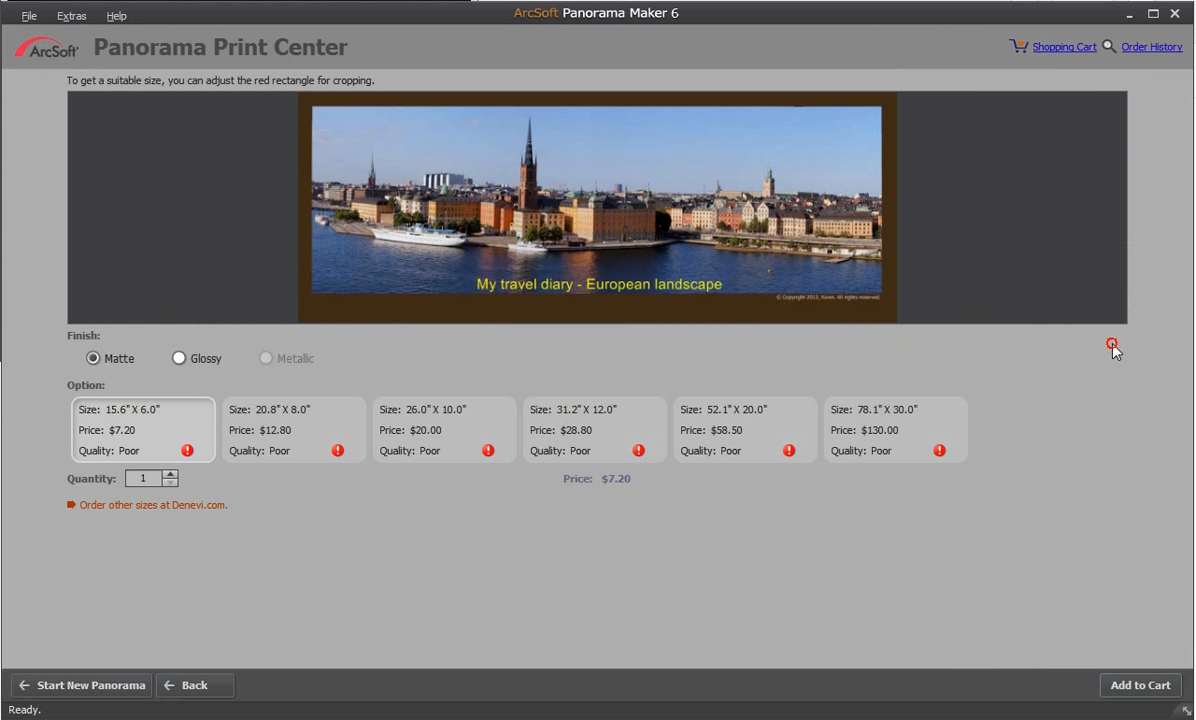 File Extras Help ArcSoft Panorama Maker 6
ArcSoft Panorama Print Center Shopping Cart Order History
To get a suitable size, you can adjust the red rectangle for cropping.
My travel diary - European landscape
© Copyright 2012, Kevin. All rights reserved.
Finish:
Matte Glossy Metallic
Option:
Size: 15.6" X 6.0" Size: 20.8" X 8.0" Size: 26.0" X 10.0" Size: 31.2" X 12.0" Size: 52.1" X 20.0" Size: 78.1" X 30.0"
Price: $7.20 Price: $12.80 Price: $20.00 Price: $28.80 Price: $58.50 Price: $130.00
Quality: Poor Quality: Poor Quality: Poor Quality: Poor Quality: Poor Quality: Poor
Quantity: 1 Price: $7.20
Order other sizes at Denevi.com.
Start New Panorama Back Add to Cart
Ready.